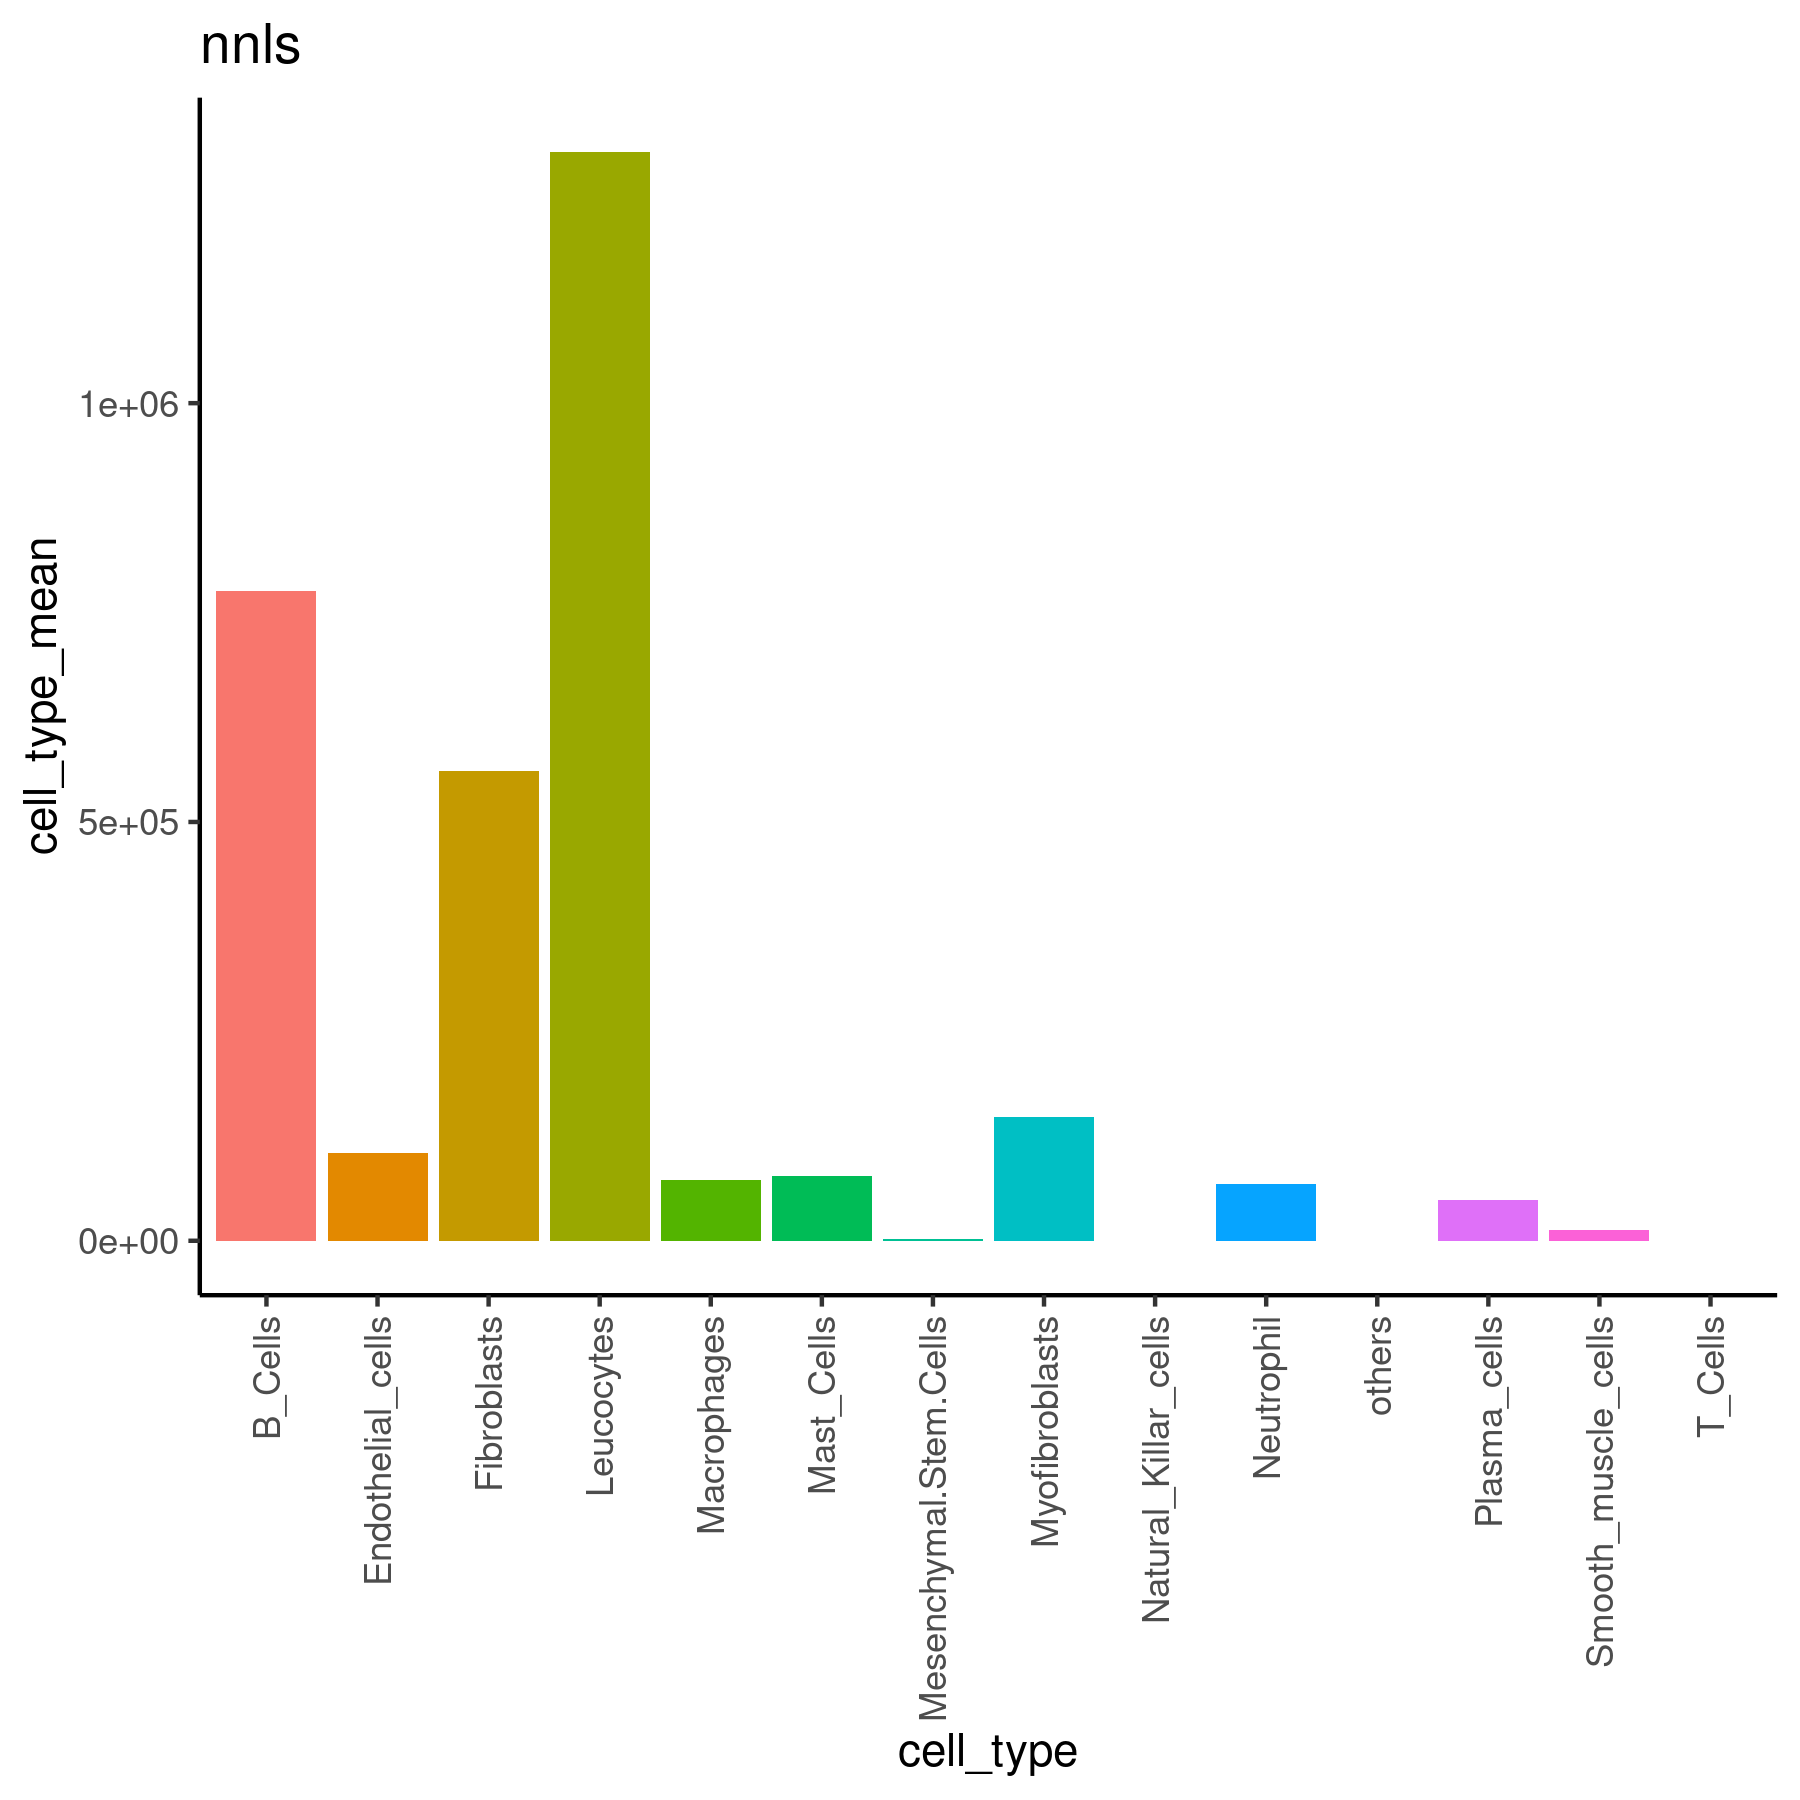 nnls
cell_type_mean
1e+06
5e+05
0e+00
B_Cells
Endothelial_cells
Fibroblasts
Leucocytes
Macrophages
Mast_Cells
Mesenchymal.Stem.Cells
Myofibroblasts
Natural_Killar_cells
Neutrophil
others
Plasma_cells
Smooth_muscle_cells
T_Cells
cell_type